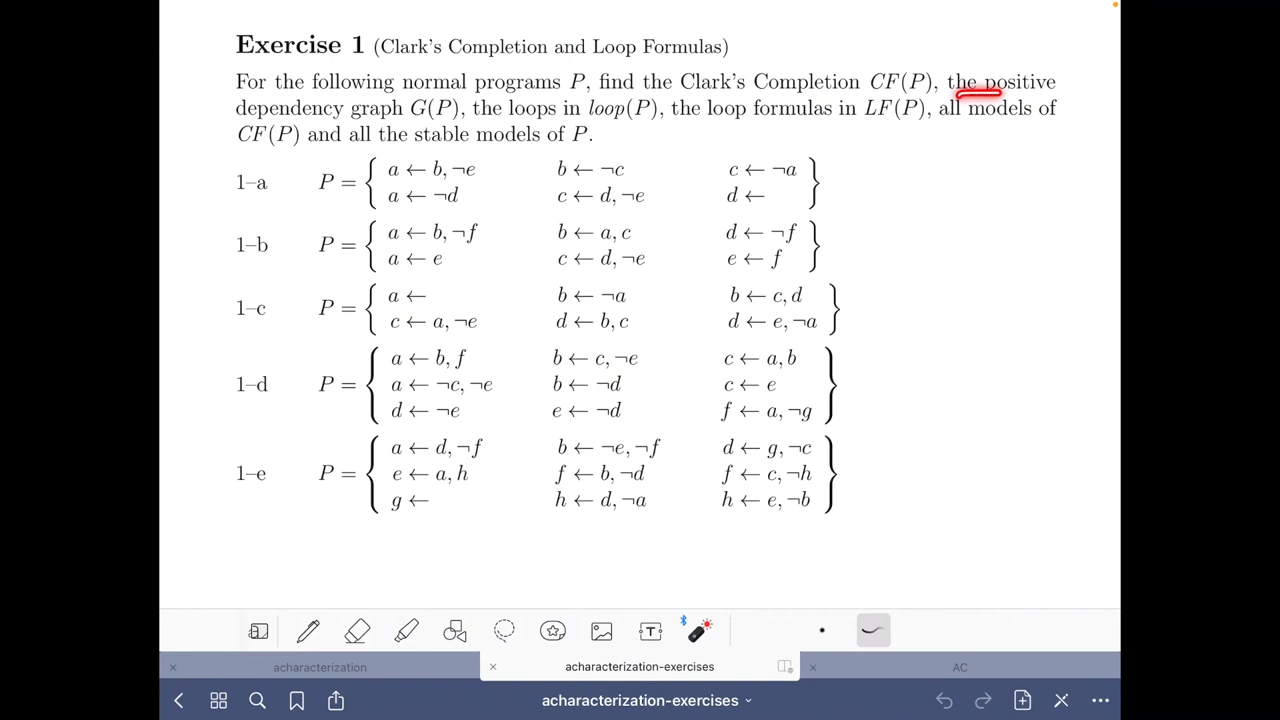 Exercise 1 (Clark's Completion and Loop Formulas)
For the following normal programs P, find the Clark's Completion CF(P), the positive
dependency graph G(P), the loops in loop(P), the loop formulas in LF(P), all models of
CF(P) and all the stable models of P.
1–a P = { a ← b, ¬e b ← ¬c c ← ¬a }
a ← ¬d c ← d, ¬e d ←
1–b P = { a ← b, ¬f b ← a, c d ← ¬f }
a ← e c ← d, ¬e e ← f
1–c P = { a ← b ← ¬a b ← c, d }
c ← a, ¬e d ← b, c d ← e, ¬a
a ← b, f b ← c, ¬e c ← a, b
1–d P = { a ← ¬c, ¬e b ← ¬d c ← e }
d ← ¬e e ← ¬d f ← a, ¬g
a ← d, ¬f b ← ¬e, ¬f d ← g, ¬c
1–e P = { e ← a, h f ← b, ¬d f ← c, ¬h }
g ← h ← d, ¬a h ← e, ¬b
T
acharacterization
acharacterization-exercises
AC
acharacterization-exercises